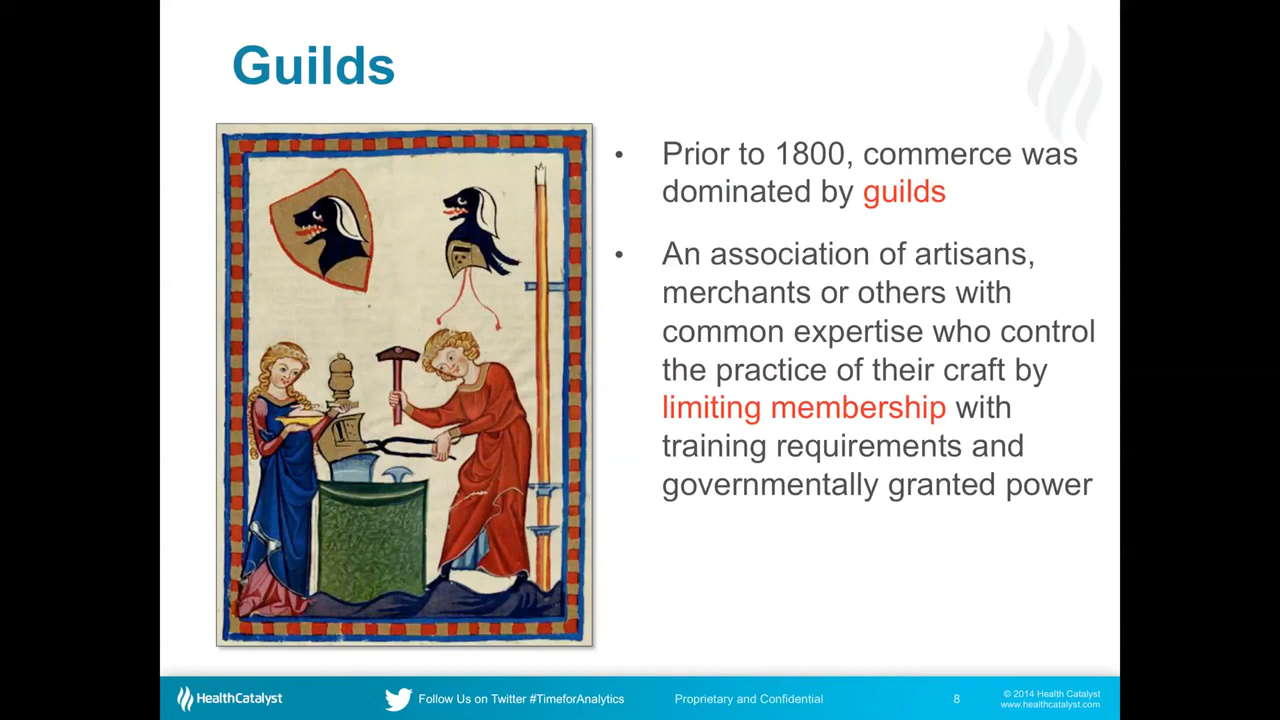 Guilds
• Prior to 1800, commerce was
dominated by guilds
• An association of artisans,
merchants or others with
common expertise who control
the practice of their craft by
limiting membership with
training requirements and
governmentally granted power
HealthCatalyst
Follow Us on Twitter #TimeforAnalytics
Proprietary and Confidential
8
© 2014 Health Catalyst
www.healthcatalyst.com